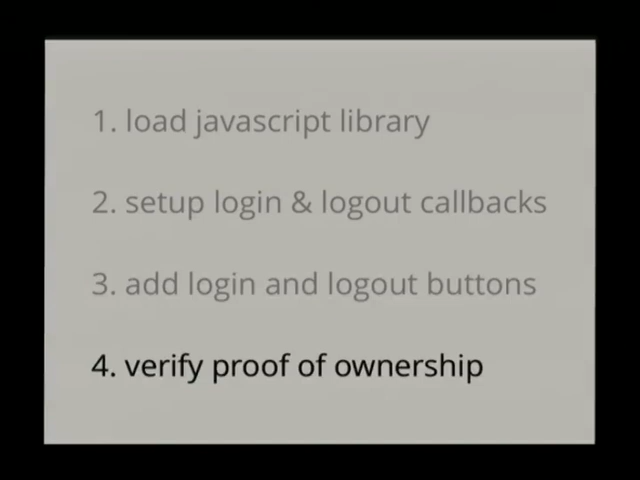 1. load javascript library
2. setup login & logout callbacks
3. add login and logout buttons
4. verify proof of ownership